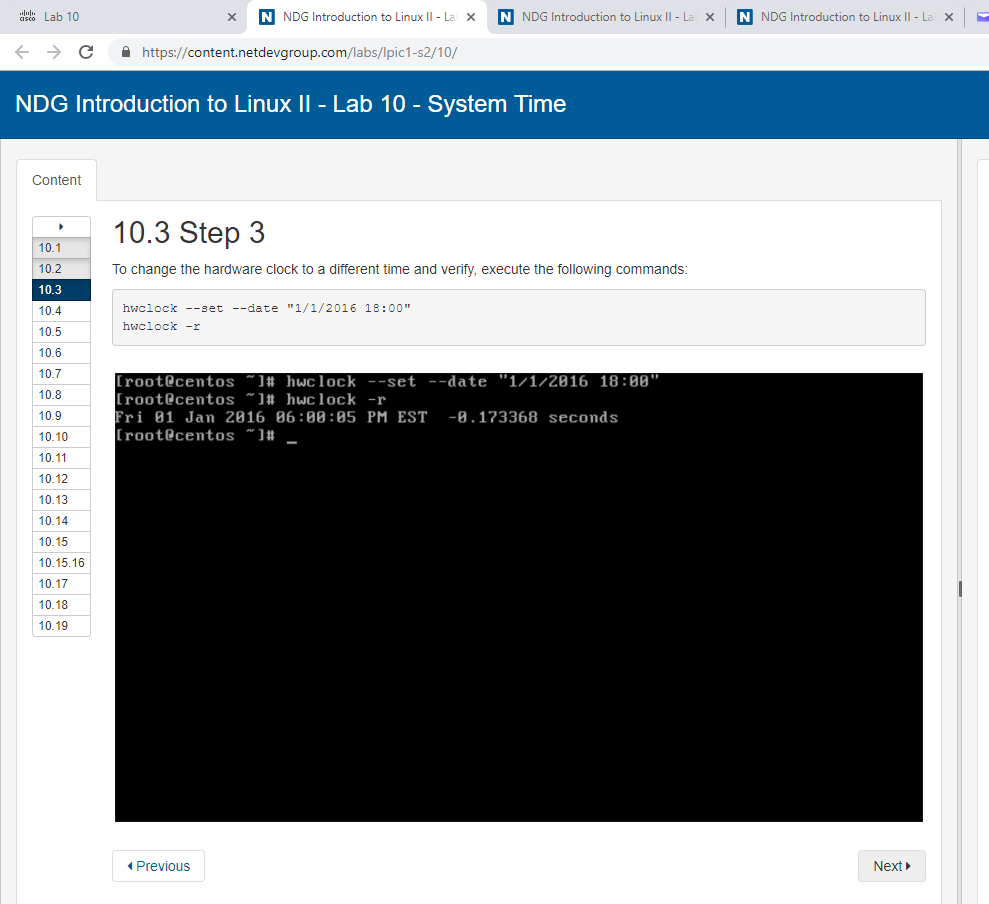 Lab 10
NDG Introduction to Linux II - La
NDG Introduction to Linux II - La
NDG Introduction to Linux II - La
https://content.netdevgroup.com/labs/lpic1-s2/10/
NDG Introduction to Linux II - Lab 10 - System Time
Content
10.1
10.2
10.3
10.4
10.5
10.6
10.7
10.8
10.9
10.10
10.11
10.12
10.13
10.14
10.15
10.15.16
10.17
10.18
10.19
10.3 Step 3
To change the hardware clock to a different time and verify, execute the following commands:
hwclock --set --date "1/1/2016 18:00"
hwclock -r
[root@centos ~]# hwclock --set --date "1/1/2016 18:00"
[root@centos ~]# hwclock -r
Fri 01 Jan 2016 06:00:05 PM EST  -0.173368 seconds
[root@centos ~]# _
Previous
Next